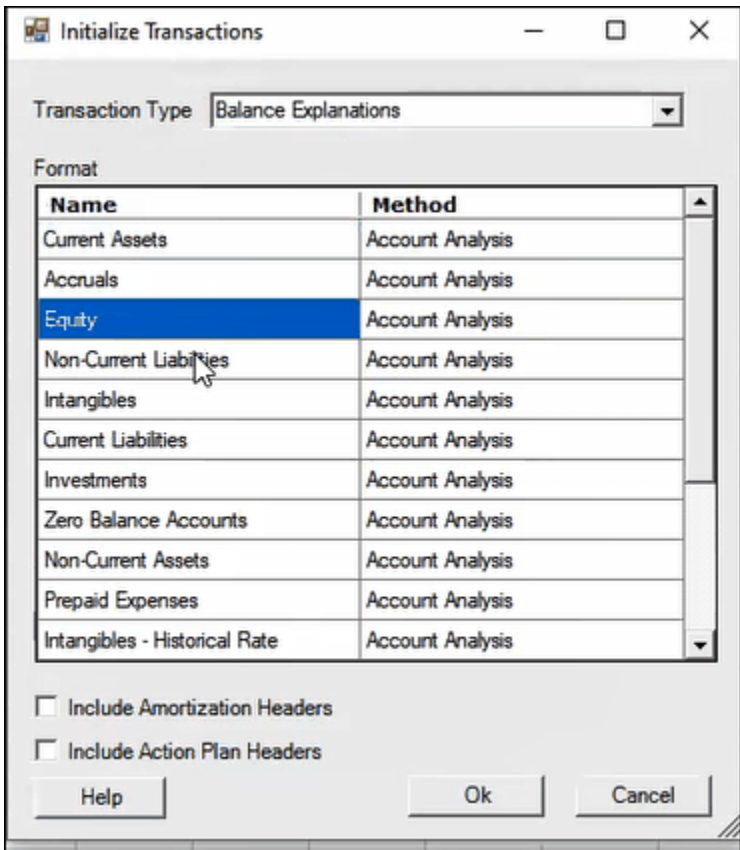 Initialize Transactions
Transaction Type Balance Explanations
Format
Name Method
Current Assets Account Analysis
Accruals Account Analysis
Equity Account Analysis
Non-Current Liabilities Account Analysis
Intangibles Account Analysis
Current Liabilities Account Analysis
Investments Account Analysis
Zero Balance Accounts Account Analysis
Non-Current Assets Account Analysis
Prepaid Expenses Account Analysis
Intangibles - Historical Rate Account Analysis
Include Amortization Headers
Include Action Plan Headers
Help Ok Cancel